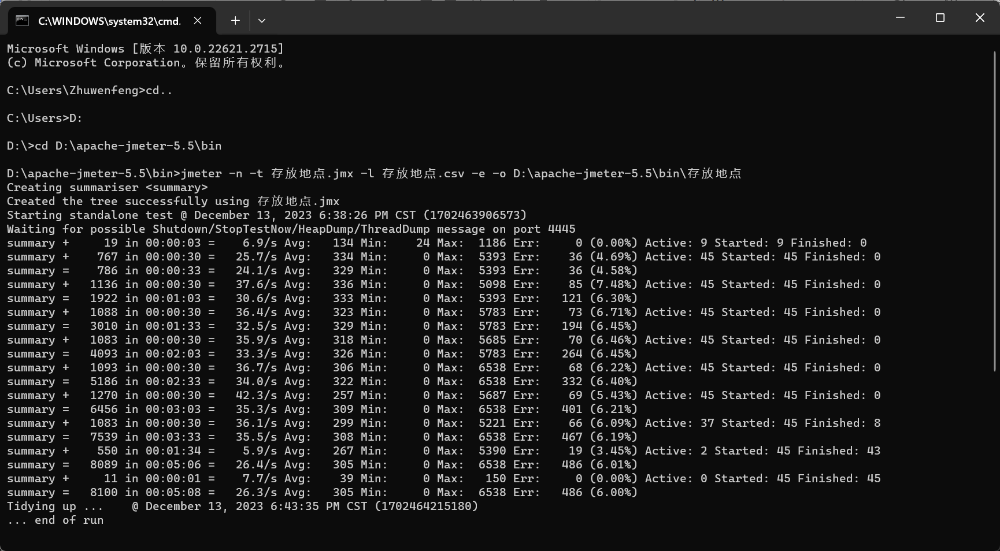 C:\WINDOWS\system32\cmd.
Microsoft Windows [版本 10.0.22621.2715]
(c) Microsoft Corporation。保留所有权利。
C:\Users\Zhuwenfeng>cd..
C:\Users>D:
D:\>cd D:\apache-jmeter-5.5\bin
D:\apache-jmeter-5.5\bin>jmeter -n -t 存放地点.jmx -l 存放地点.csv -e -o D:\apache-jmeter-5.5\bin\存放地点
Creating summariser <summary>
Created the tree successfully using 存放地点.jmx
Starting standalone test @ December 13, 2023 6:38:26 PM CST (1702463906573)
Waiting for possible Shutdown/StopTestNow/HeapDump/ThreadDump message on port 4445
summary +     19 in 00:00:03 =    6.9/s Avg:   134 Min:    24 Max:  1186 Err:     0 (0.00%) Active: 9 Started: 9 Finished: 0
summary +    767 in 00:00:30 =   25.7/s Avg:   334 Min:     0 Max:  5393 Err:    36 (4.69%) Active: 45 Started: 45 Finished: 0
summary =    786 in 00:00:33 =   24.1/s Avg:   329 Min:     0 Max:  5393 Err:    36 (4.58%)
summary +   1136 in 00:00:30 =   37.6/s Avg:   336 Min:     0 Max:  5098 Err:    85 (7.48%) Active: 45 Started: 45 Finished: 0
summary =   1922 in 00:01:03 =   30.6/s Avg:   333 Min:     0 Max:  5393 Err:   121 (6.30%)
summary +   1088 in 00:00:30 =   36.4/s Avg:   323 Min:     0 Max:  5783 Err:    73 (6.71%) Active: 45 Started: 45 Finished: 0
summary =   3010 in 00:01:33 =   32.5/s Avg:   329 Min:     0 Max:  5783 Err:   194 (6.45%)
summary +   1083 in 00:00:30 =   35.9/s Avg:   318 Min:     0 Max:  5685 Err:    70 (6.46%) Active: 45 Started: 45 Finished: 0
summary =   4093 in 00:02:03 =   33.3/s Avg:   326 Min:     0 Max:  5783 Err:   264 (6.45%)
summary +   1093 in 00:00:30 =   36.7/s Avg:   306 Min:     0 Max:  6538 Err:    68 (6.22%) Active: 45 Started: 45 Finished: 0
summary =   5186 in 00:02:33 =   34.0/s Avg:   322 Min:     0 Max:  6538 Err:   332 (6.40%)
summary +   1270 in 00:00:30 =   42.3/s Avg:   257 Min:     0 Max:  5687 Err:    69 (5.43%) Active: 45 Started: 45 Finished: 0
summary =   6456 in 00:03:03 =   35.3/s Avg:   309 Min:     0 Max:  6538 Err:   401 (6.21%)
summary +   1083 in 00:00:30 =   36.1/s Avg:   299 Min:     0 Max:  5221 Err:    66 (6.09%) Active: 37 Started: 45 Finished: 8
summary =   7539 in 00:03:33 =   35.5/s Avg:   308 Min:     0 Max:  6538 Err:   467 (6.19%)
summary +    550 in 00:01:34 =    5.9/s Avg:   267 Min:     0 Max:  5390 Err:    19 (3.45%) Active: 2 Started: 45 Finished: 43
summary =   8089 in 00:05:06 =   26.4/s Avg:   305 Min:     0 Max:  6538 Err:   486 (6.01%)
summary +     11 in 00:00:01 =    7.7/s Avg:    39 Min:     0 Max:   150 Err:     0 (0.00%) Active: 0 Started: 45 Finished: 45
summary =   8100 in 00:05:08 =   26.3/s Avg:   305 Min:     0 Max:  6538 Err:   486 (6.00%)
Tidying up ...    @ December 13, 2023 6:43:35 PM CST (1702464215180)
... end of run